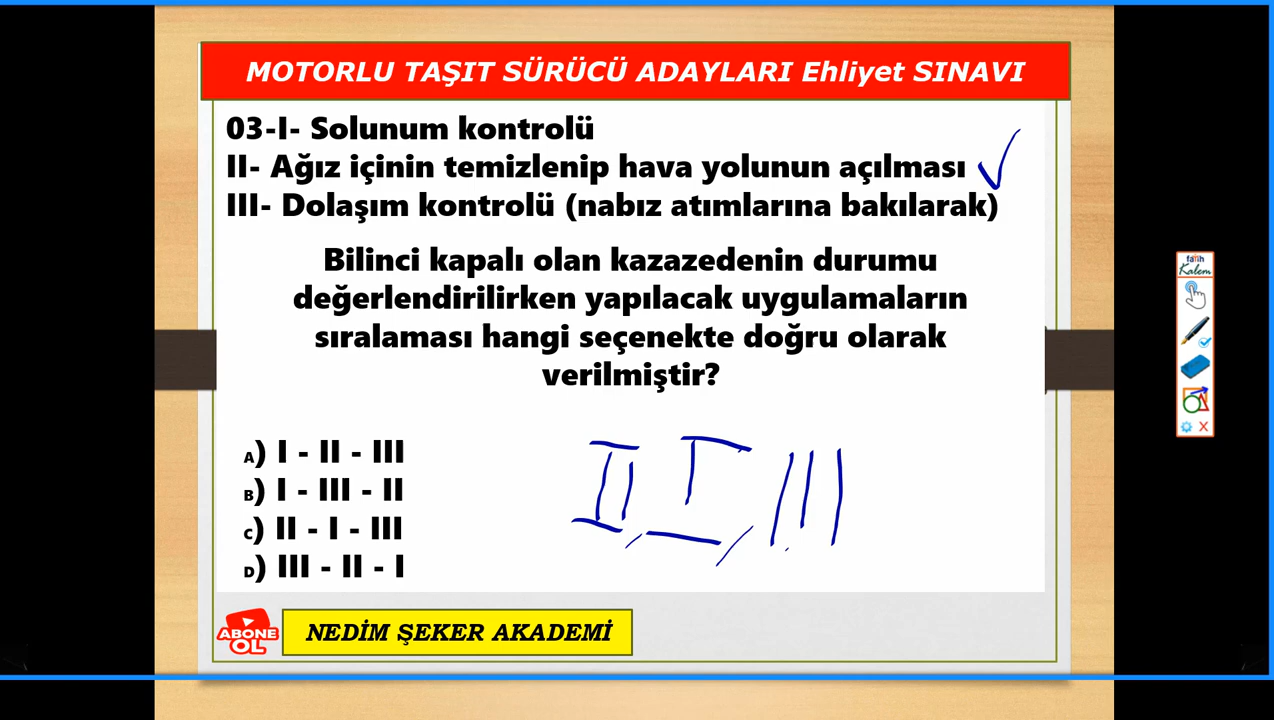 MOTORLU TAŞIT SÜRÜCÜ ADAYLARI Ehliyet SINAVI
03-I- Solunum kontrolü
II- Ağız içinin temizlenip hava yolunun açılması
III- Dolaşım kontrolü (nabız atımlarına bakılarak)
Bilinci kapalı olan kazazedenin durumu
değerlendirilirken yapılacak uygulamaların
sıralaması hangi seçenekte doğru olarak
verilmiştir?
A) I - II - III
B) I - III - II
C) II - I - III
D) III - II - I
II, I, III
ABONE
OL
NEDİM ŞEKER AKADEMİ
fatih
Kalem